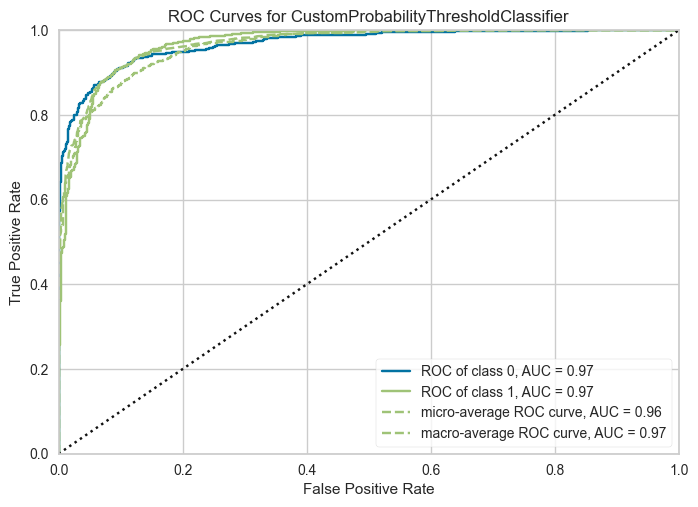 ROC Curves for CustomProbabilityThresholdClassifier
1.0
0.8
0.6
0.4
0.2
0.0
True Positive Rate
ROC of class 0, AUC = 0.97
ROC of class 1, AUC = 0.97
micro-average ROC curve, AUC = 0.96
macro-average ROC curve, AUC = 0.97
0.0 0.2 0.4 0.6 0.8 1.0
False Positive Rate